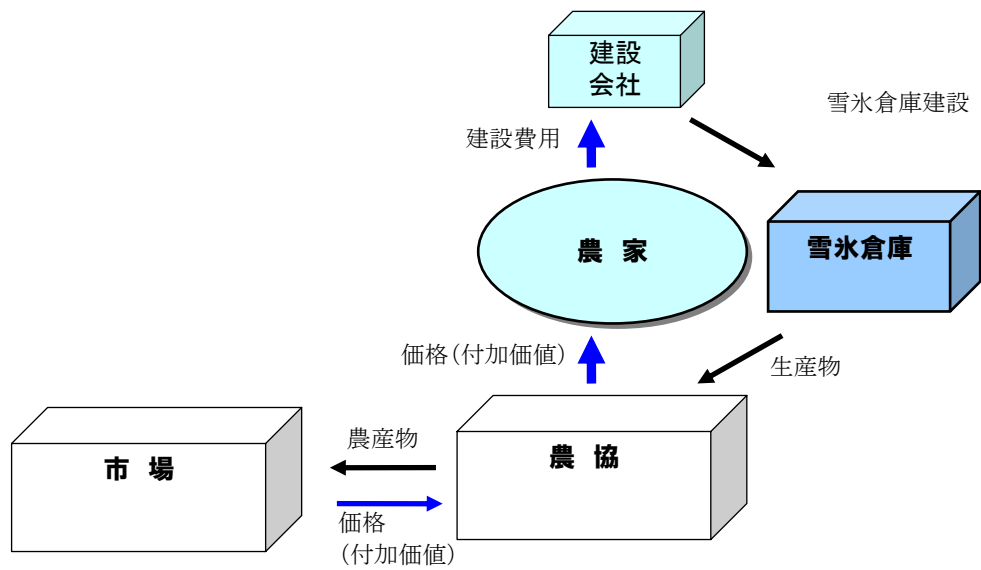 建設
会社
雪氷倉庫建設
建設費用
農 家
雪氷倉庫
価格(付加価値)
生産物
農産物
市 場
農 協
価格
(付加価値)